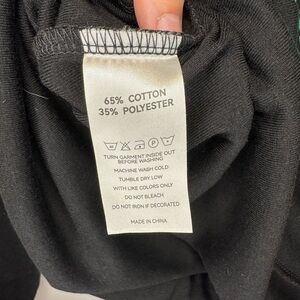 65% COTTON
35% POLYESTER
TURN GARMENT INSIDE OUT
BEFORE WASHING
MACHINE WASH COLD
TUMBLE DRY LOW
WITH LIKE COLORS ONLY
DO NOT BLEACH
DO NOT IRON IF DECORATED
MADE IN CHINA